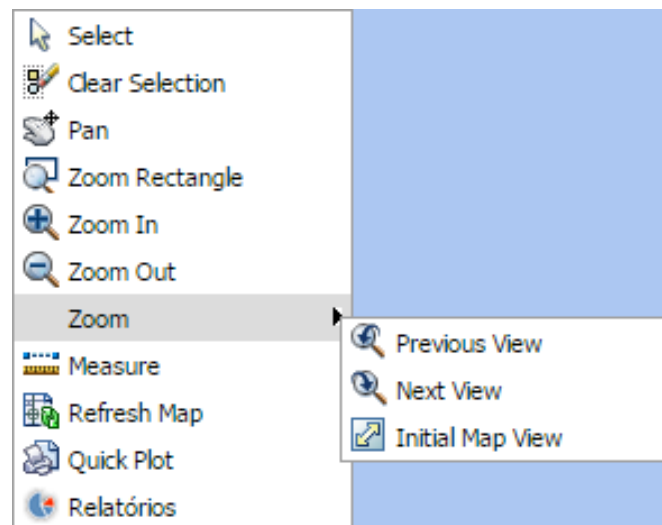 Select
Clear Selection
Pan
Zoom Rectangle
Zoom In
Zoom Out
Zoom
Measure
Refresh Map
Quick Plot
Relatórios
Previous View
Next View
Initial Map View